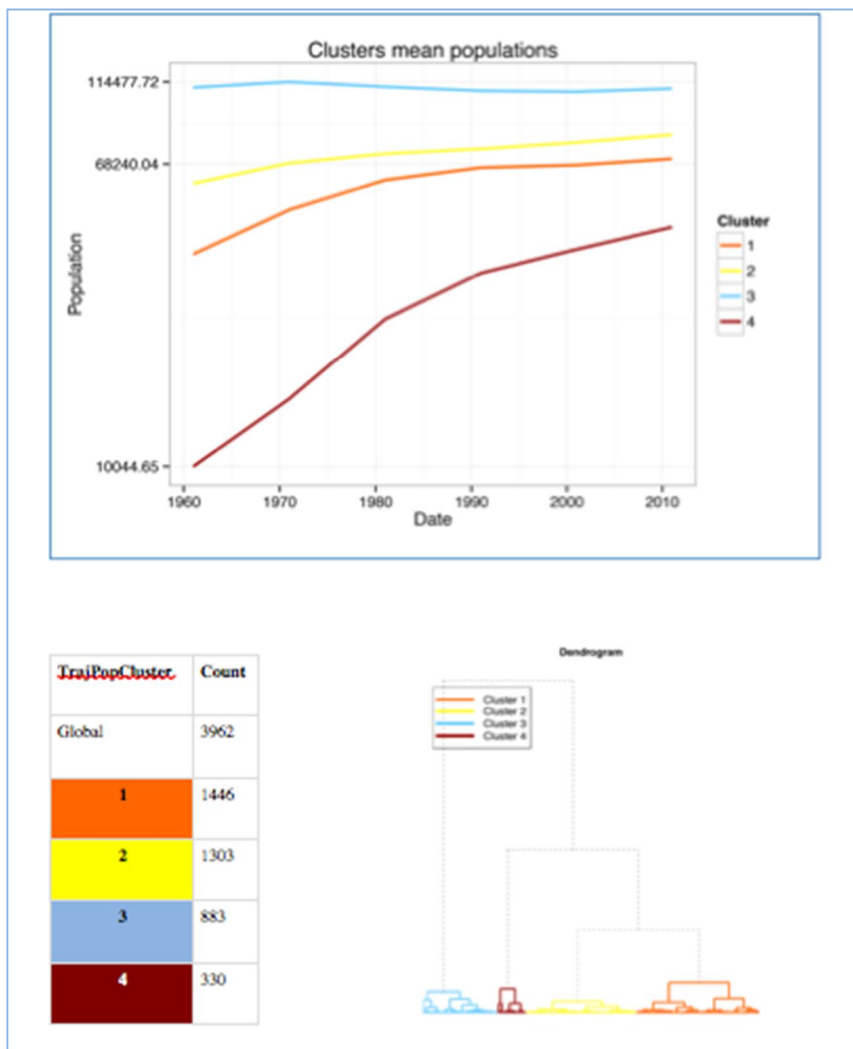 Clusters mean populations
114477.72
68240.04
10044.65
Population
1960 1970 1980 1990 2000 2010
Date
Cluster
1
2
3
4
TrajPopCluster Count
Global 3962
1 1446
2 1303
3 883
4 330
Dendrogram
Cluster 1
Cluster 2
Cluster 3
Cluster 4